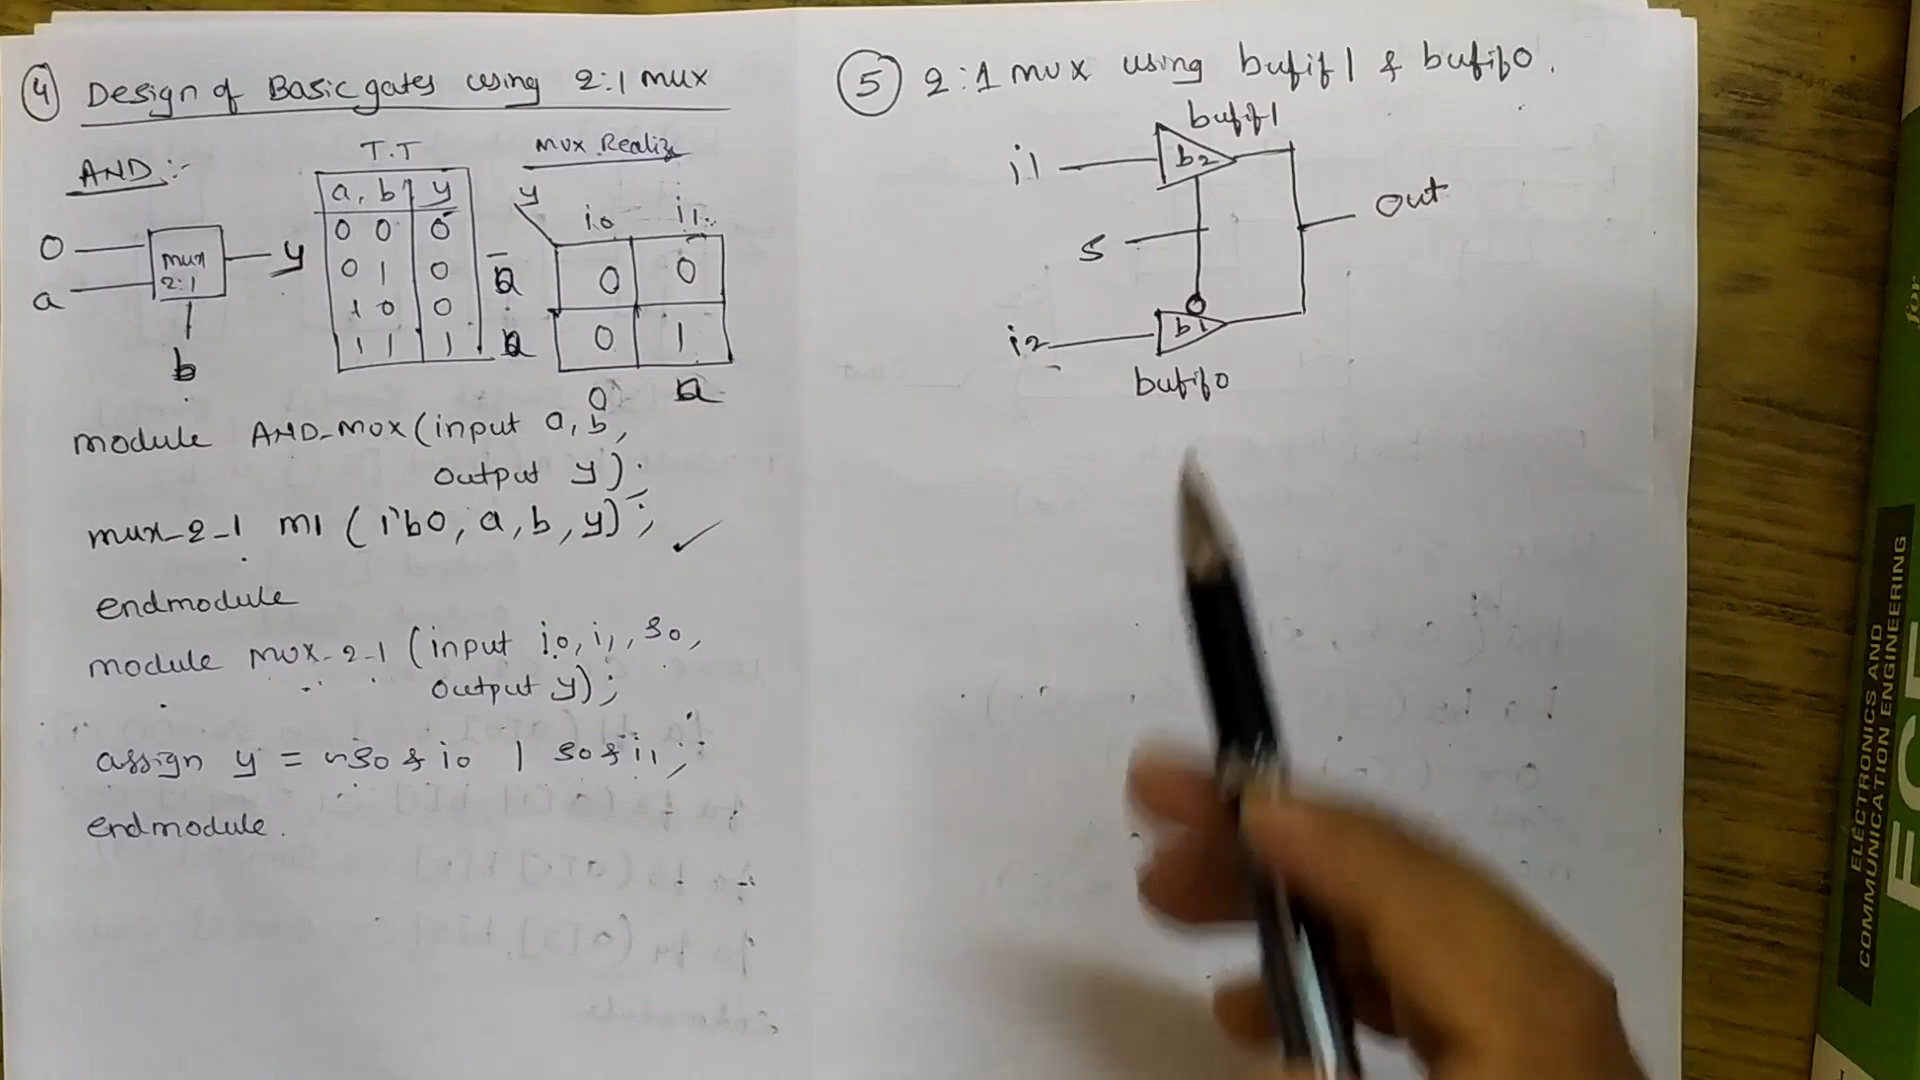 ④ Design of Basic gates using 2:1 mux
AND :-
0
a
mux
2:1
y
b
T.T
a, b y
0 0 0
0 1 0
1 0 0
1 1 1
mux Realiz
y
i0 i1
a̅ 0 0
a 0 1
0 a
module AND_mux(input a, b,
output y);
mux_2_1 m1 (1'b0, a, b, y);
endmodule
module mux_2_1 (input i0, i1, s0,
output y);
assign y = ~s0 & i0 | s0 & i1;
endmodule.
⑤ 2:1 mux using bufif1 & bufif0.
bufif1
i1
b2
out
s
i2
b1
bufif0
ELECTRONICS AND
COMMUNICATION ENGINEERING
ECE
for